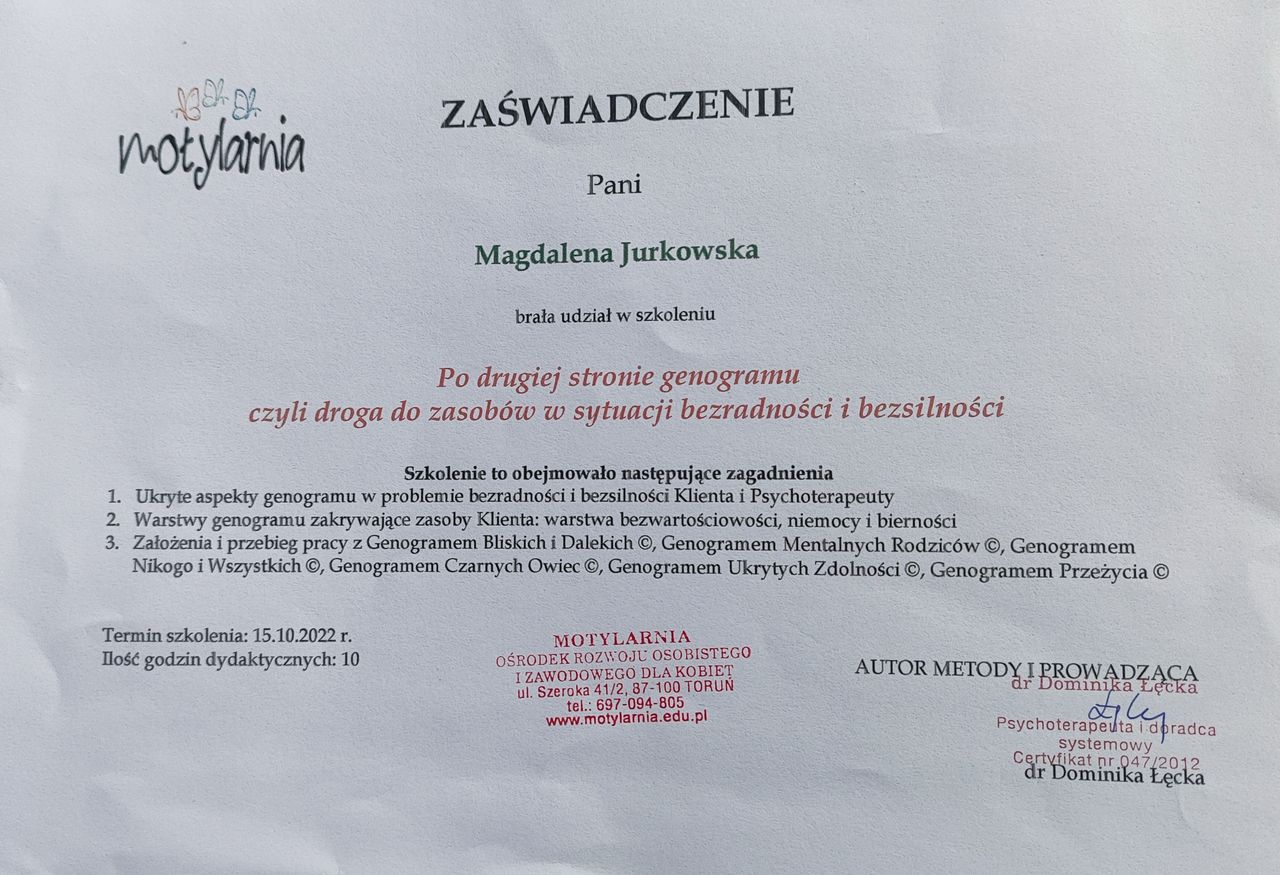 motylarnia
ZAŚWIADCZENIE
Pani
Magdalena Jurkowska
brała udział w szkoleniu
Po drugiej stronie genogramu
czyli droga do zasobów w sytuacji bezradności i bezsilności
Szkolenie to obejmowało następujące zagadnienia
1. Ukryte aspekty genogramu w problemie bezradności i bezsilności Klienta i Psychoterapeuty
2. Warstwy genogramu zakrywające zasoby Klienta: warstwa bezwartościowości, niemocy i bierności
3. Założenia i przebieg pracy z Genogramem Bliskich i Dalekich ©, Genogramem Mentalnych Rodziców ©, Genogramem
Nikogo i Wszystkich ©, Genogramem Czarnych Owiec ©, Genogramem Ukrytych Zdolności ©, Genogramem Przeżycia ©
Termin szkolenia: 15.10.2022 r.
Ilość godzin dydaktycznych: 10
MOTYLARNIA
OŚRODEK ROZWOJU OSOBISTEGO
I ZAWODOWEGO DLA KOBIET
ul. Szeroka 41/2, 87-100 TORUŃ
tel.: 697-094-805
www.motylarnia.edu.pl
AUTOR METODY I PROWADZĄCA
dr Dominika Łęcka
Psychoterapeuta i doradca
systemowy
Certyfikat nr 047/2012
dr Dominika Łęcka